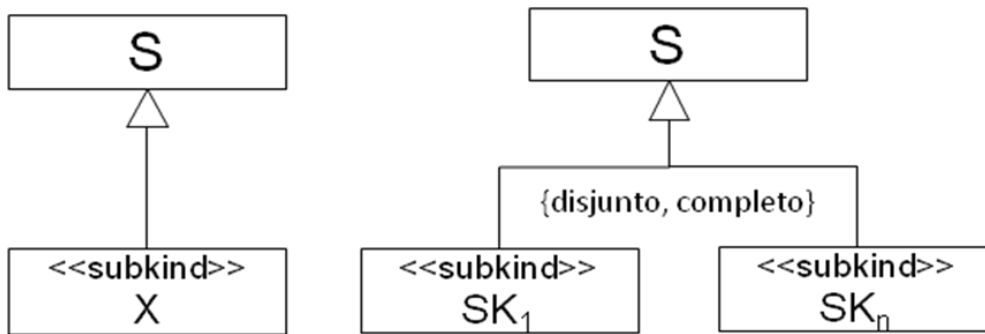 S
<<subkind>>
X
S
{disjunto, completo}
<<subkind>>
SK₁
<<subkind>>
SKₙ